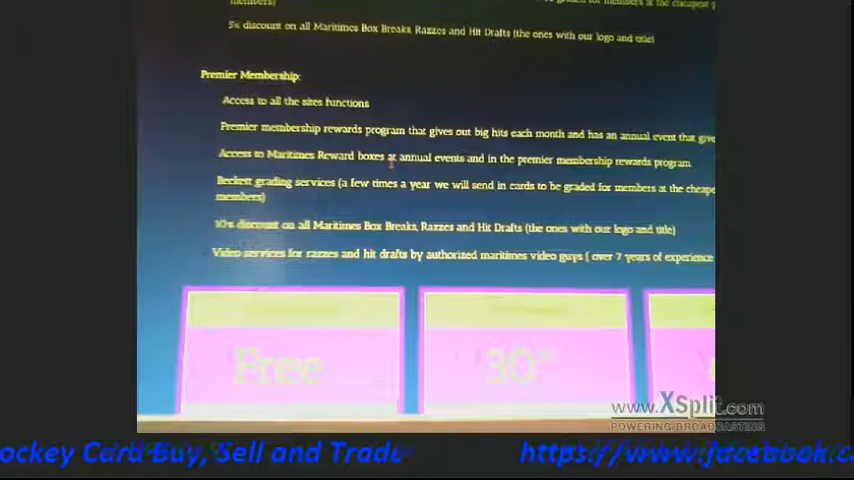 members)
5% discount on all Maritimes Box Breaks, Razzes and Hit Drafts (the ones with our logo and title)
Premier Membership:
Access to all the sites functions
Premier membership rewards program that gives out big hits each month and has an annual event that give
Access to Maritimes Reward boxes at annual events and in the premier membership rewards program
Beckett grading services (a few times a year we will send in cards to be graded for members at the cheape
members)
10% discount on all Maritimes Box Breaks, Razzes and Hit Drafts (the ones with our logo and title)
Video services for razzes and hit drafts by authorized maritimes video guys ( over 7 years of experience
Free
30
www.XSplit.com
POWERING BROADCASTING
ockey Card Buy, Sell and Trade
https://www.facebook.c